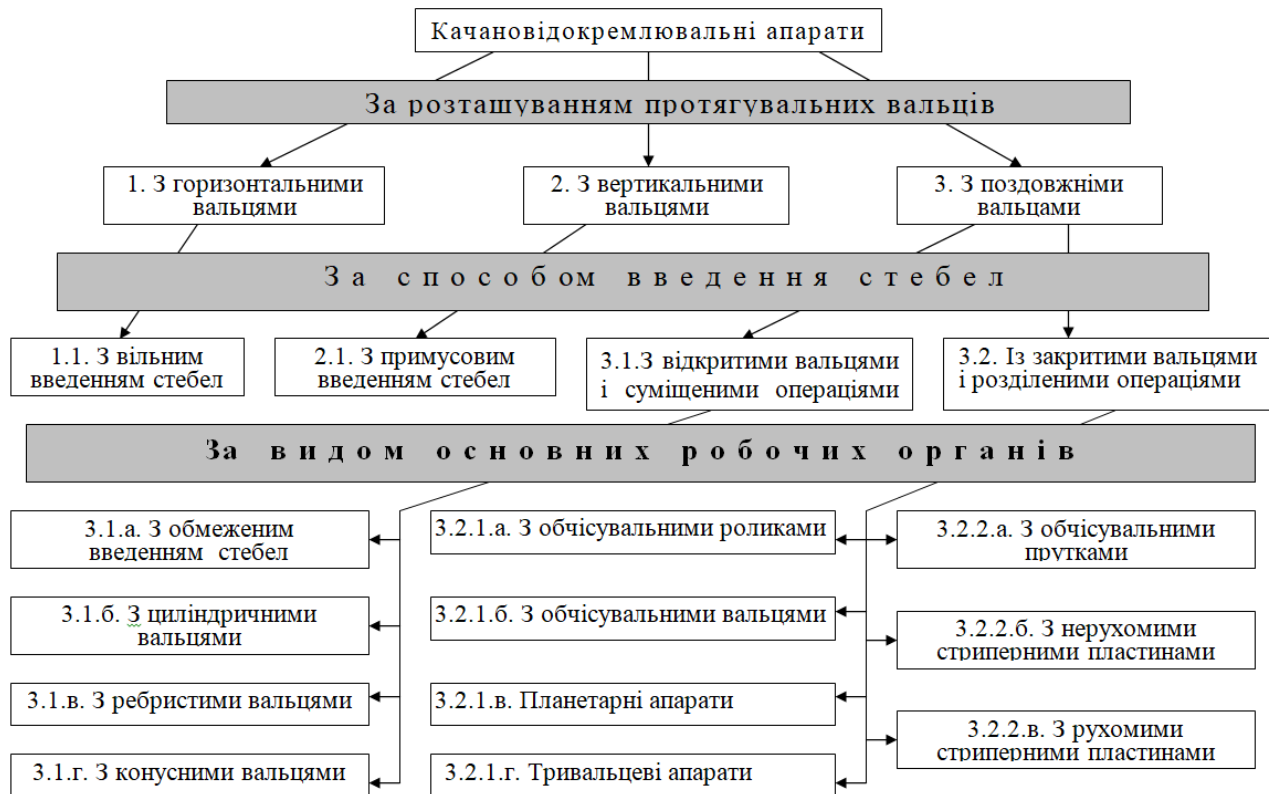 Качановідокремлювальні апарати
За розташуванням протягувальних вальців
1. З горизонтальними
вальцями
2. З вертикальними
вальцями
3. З поздовжніми
вальцами
За способом введення стебел
1.1. З вільним
введенням стебел
2.1. З примусовим
введенням стебел
3.1.З відкритими вальцями
і суміщеними операціями
3.2. Із закритими вальцями
і розділеними операціями
За видом основних робочих органів
3.1.а. З обмеженим
введенням стебел
3.2.1.а. З обчісувальними роликами
3.2.2.а. З обчісувальними
прутками
3.1.б. З циліндричними
вальцями
3.2.1.б. З обчісувальними вальцями
3.2.2.б. З нерухомими
стриперними пластинами
3.1.в. З ребристими вальцями
3.2.1.в. Планетарні апарати
3.2.2.в. З рухомими
стриперними пластинами
3.1.г. З конусними вальцями
3.2.1.г. Тривальцеві апарати